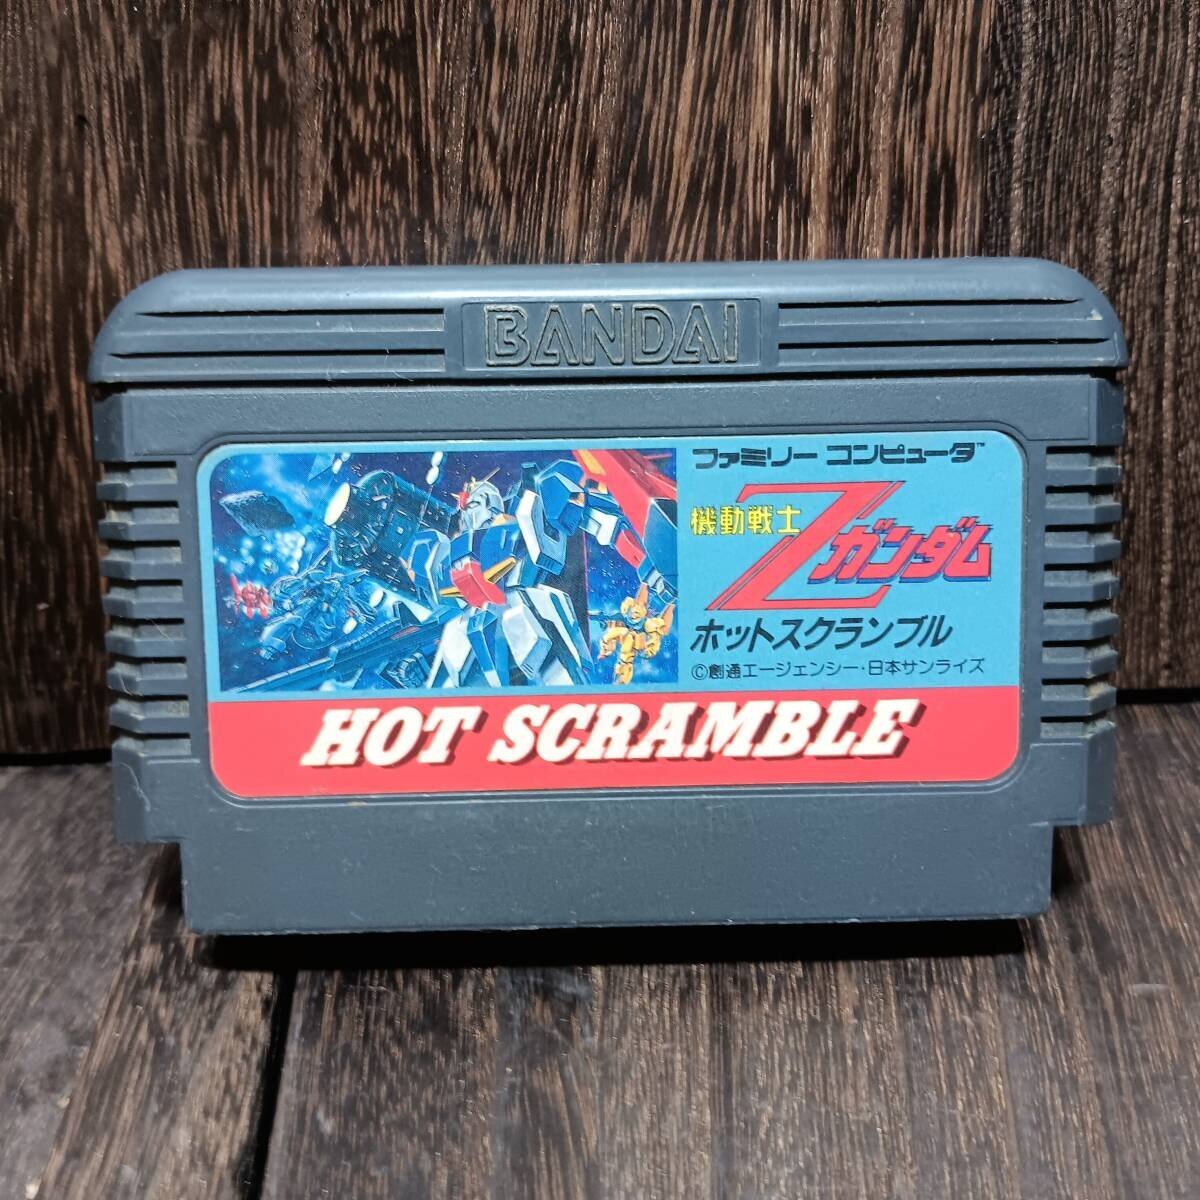 BANDAI
ファミリーコンピュータ™
機動戦士
Zガンダム
ホットスクランブル
©創通エージェンシー・日本サンライズ
HOT SCRAMBLE